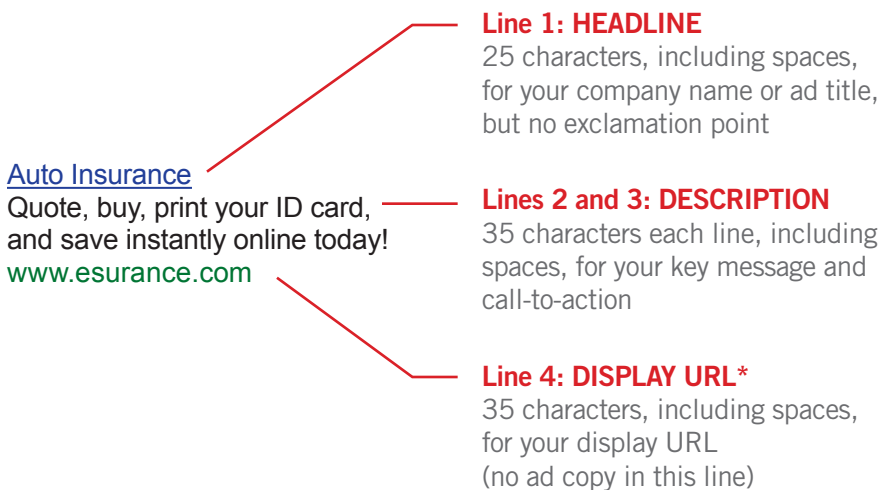 Auto Insurance
Quote, buy, print your ID card,
and save instantly online today!
www.esurance.com
Line 1: HEADLINE
25 characters, including spaces,
for your company name or ad title,
but no exclamation point
Lines 2 and 3: DESCRIPTION
35 characters each line, including
spaces, for your key message and
call-to-action
Line 4: DISPLAY URL*
35 characters, including spaces,
for your display URL
(no ad copy in this line)